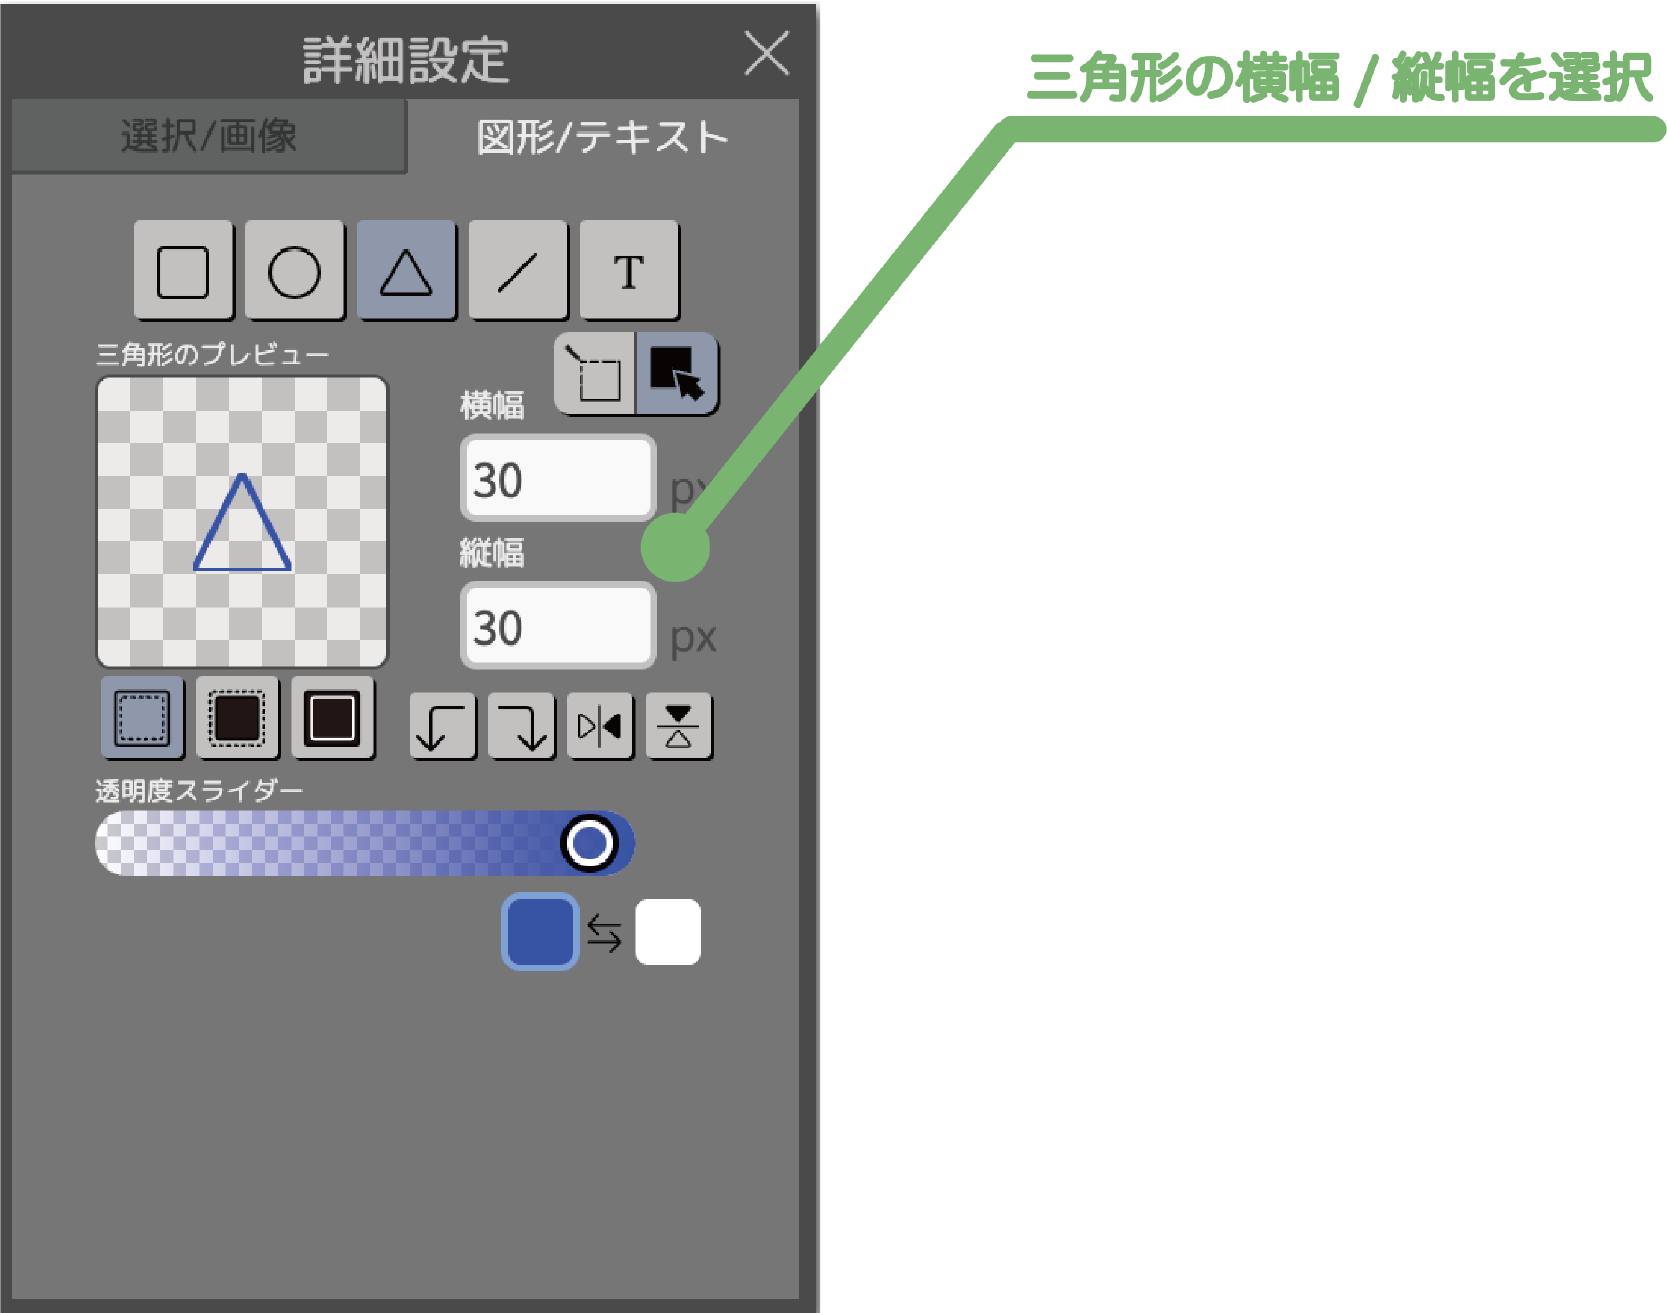 詳細設定
三角形の横幅 / 縦幅を選択
選択/画像
図形/テキスト
T
三角形のプレビュー
横幅
30
縦幅
30 px
透明度スライダー